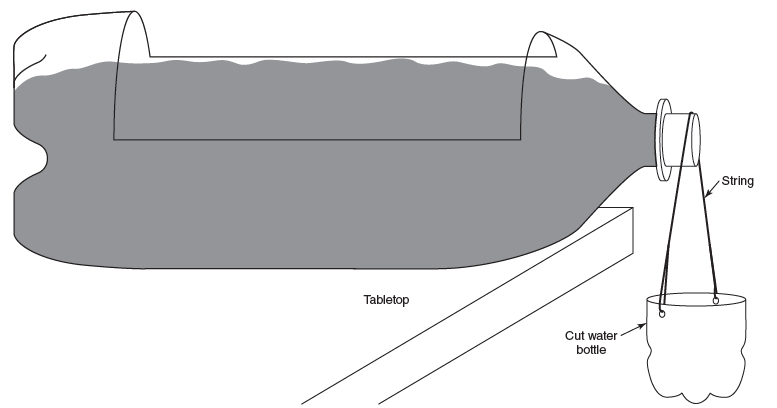 String
Tabletop
Cut water
bottle